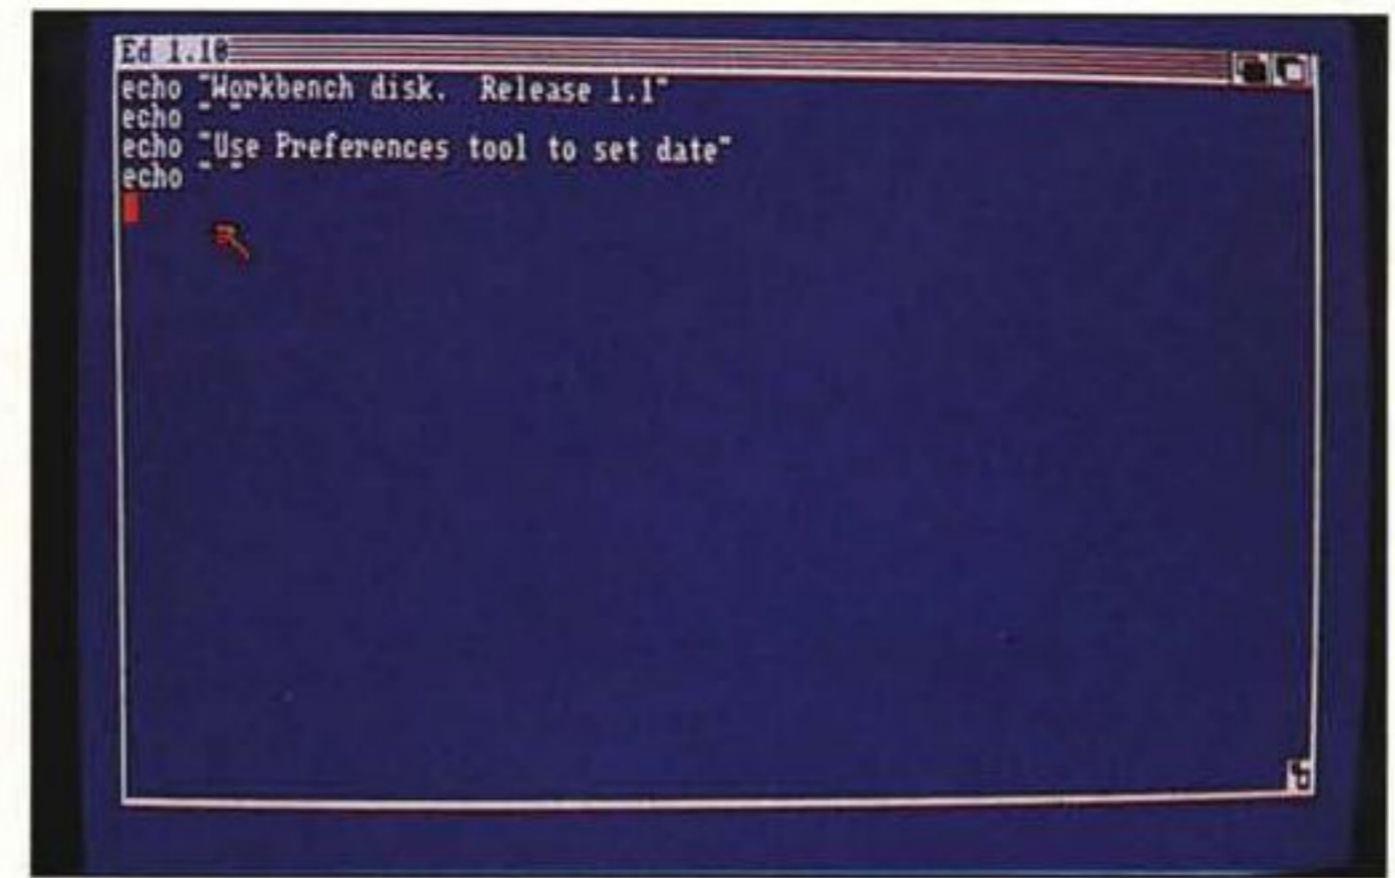 Ed 1.10
echo "Workbench disk.  Release 1.1"
echo " "
echo "Use Preferences tool to set date"
echo " "